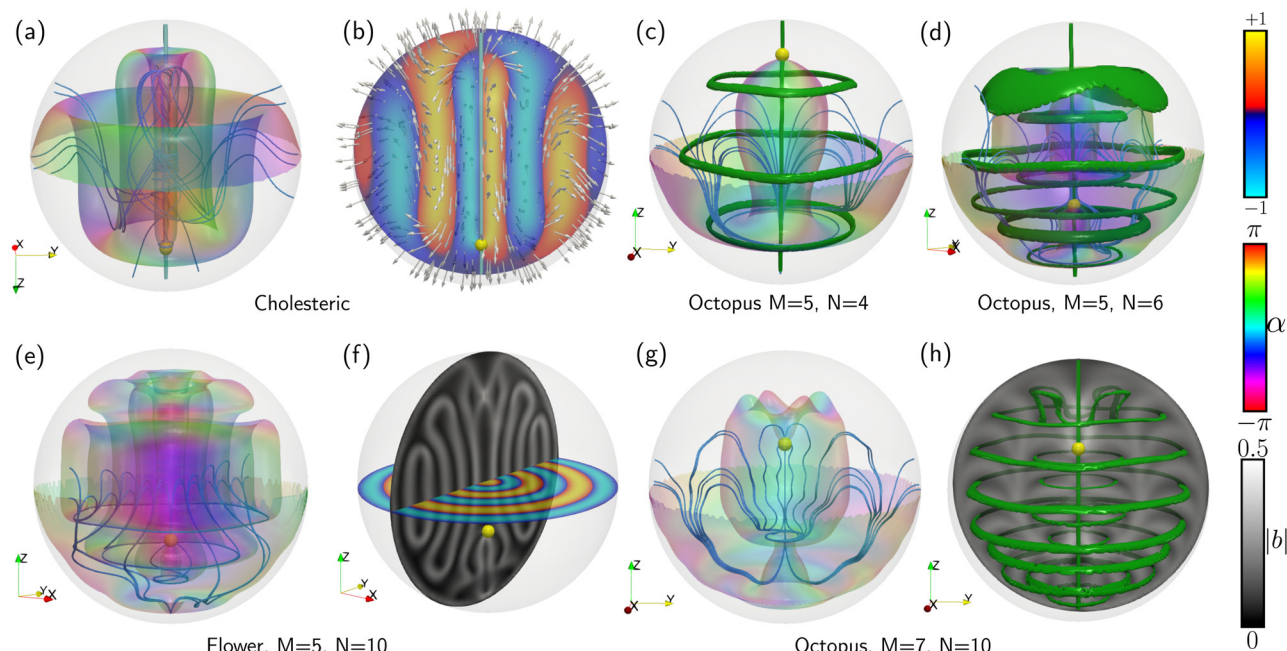 (a)
(b)
(c)
(d)
+1
−1
X
Y
Z
Z
Y
X
Z
X
Cholesteric
Octopus M=5, N=4
Octopus, M=5, N=6
π
α
−π
(e)
(f)
(g)
(h)
Z
Y
X
Z
Y
X
Z
X
Y
Z
X
Y
0.5
|b|
0
Flower, M=5, N=10
Octopus, M=7, N=10